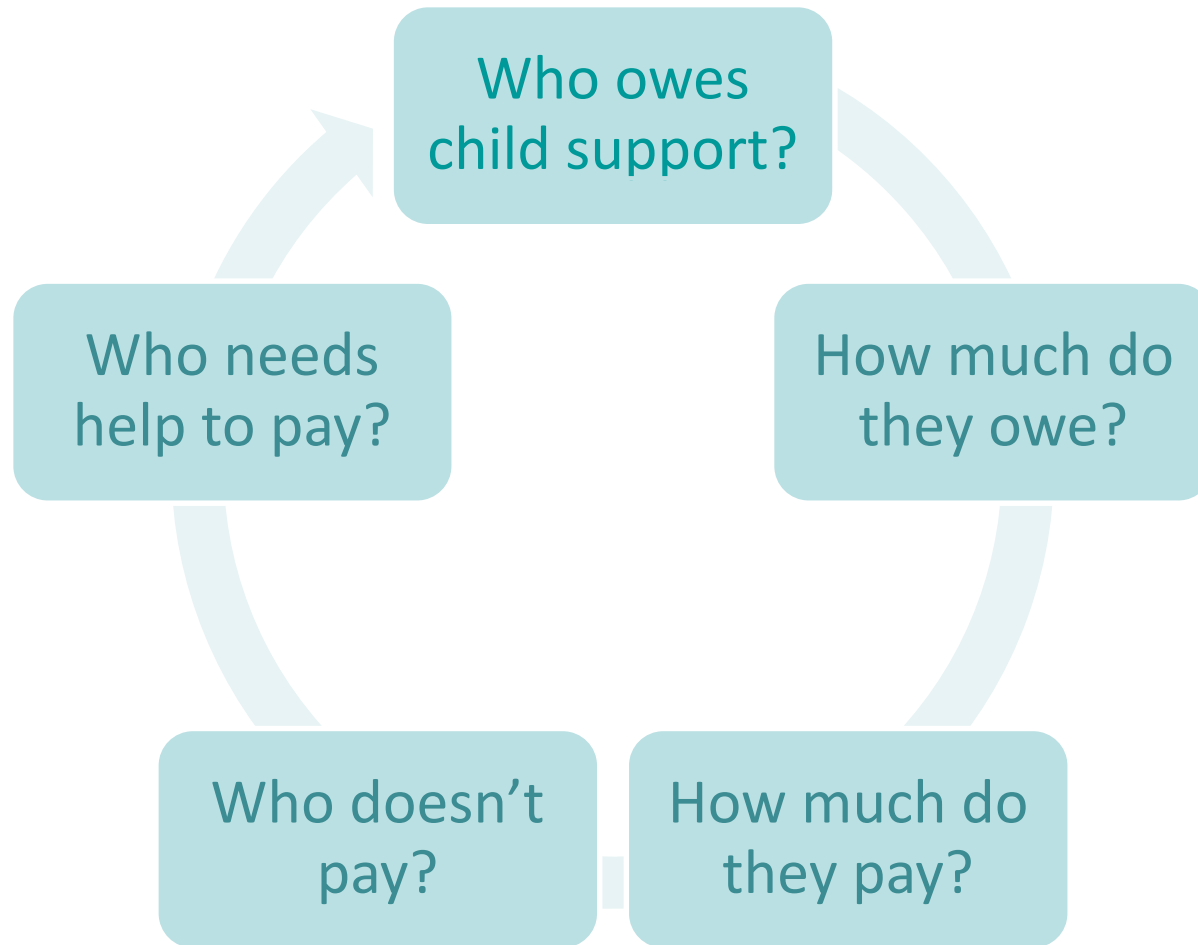 Who owes
child support?
How much do
they owe?
How much do
they pay?
Who doesn’t
pay?
Who needs
help to pay?